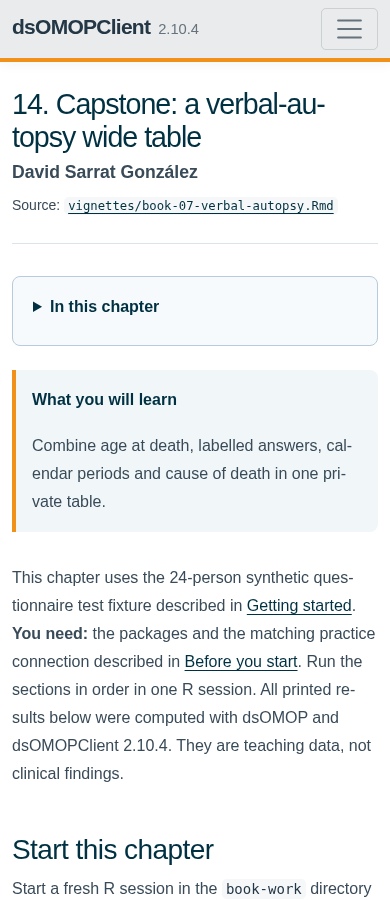 dsOMOPClient 2.10.4
14. Capstone: a verbal-au-
topsy wide table
David Sarrat González
Source: vignettes/book-07-verbal-autopsy.Rmd
In this chapter
What you will learn
Combine age at death, labelled answers, cal-
endar periods and cause of death in one pri-
vate table.
This chapter uses the 24-person synthetic ques-
tionnaire test fixture described in Getting started.
You need: the packages and the matching practice
connection described in Before you start. Run the
sections in order in one R session. All printed re-
sults below were computed with dsOMOP and
dsOMOPClient 2.10.4. They are teaching data, not
clinical findings.
Start this chapter
Start a fresh R session in the book-work directory